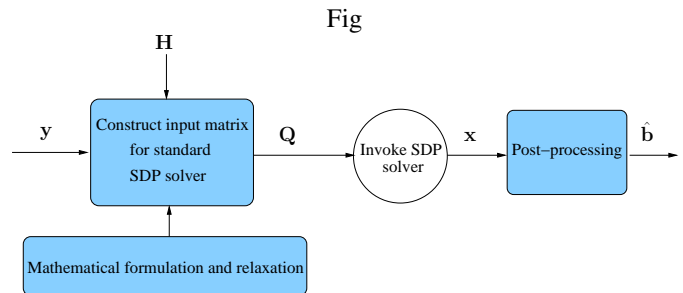 Fig
H
y
Construct input matrix
for standard
SDP solver
Q
Invoke SDP
solver
x
Post−processing
b̂
Mathematical formulation and relaxation